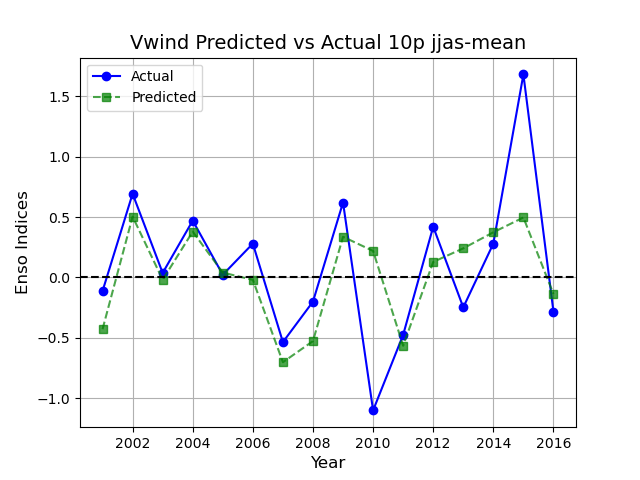 Vwind Predicted vs Actual 10p jjas-mean
Actual
Predicted
1.5
1.0
0.5
0.0
−0.5
−1.0
Enso Indices
2002 2004 2006 2008 2010 2012 2014 2016
Year